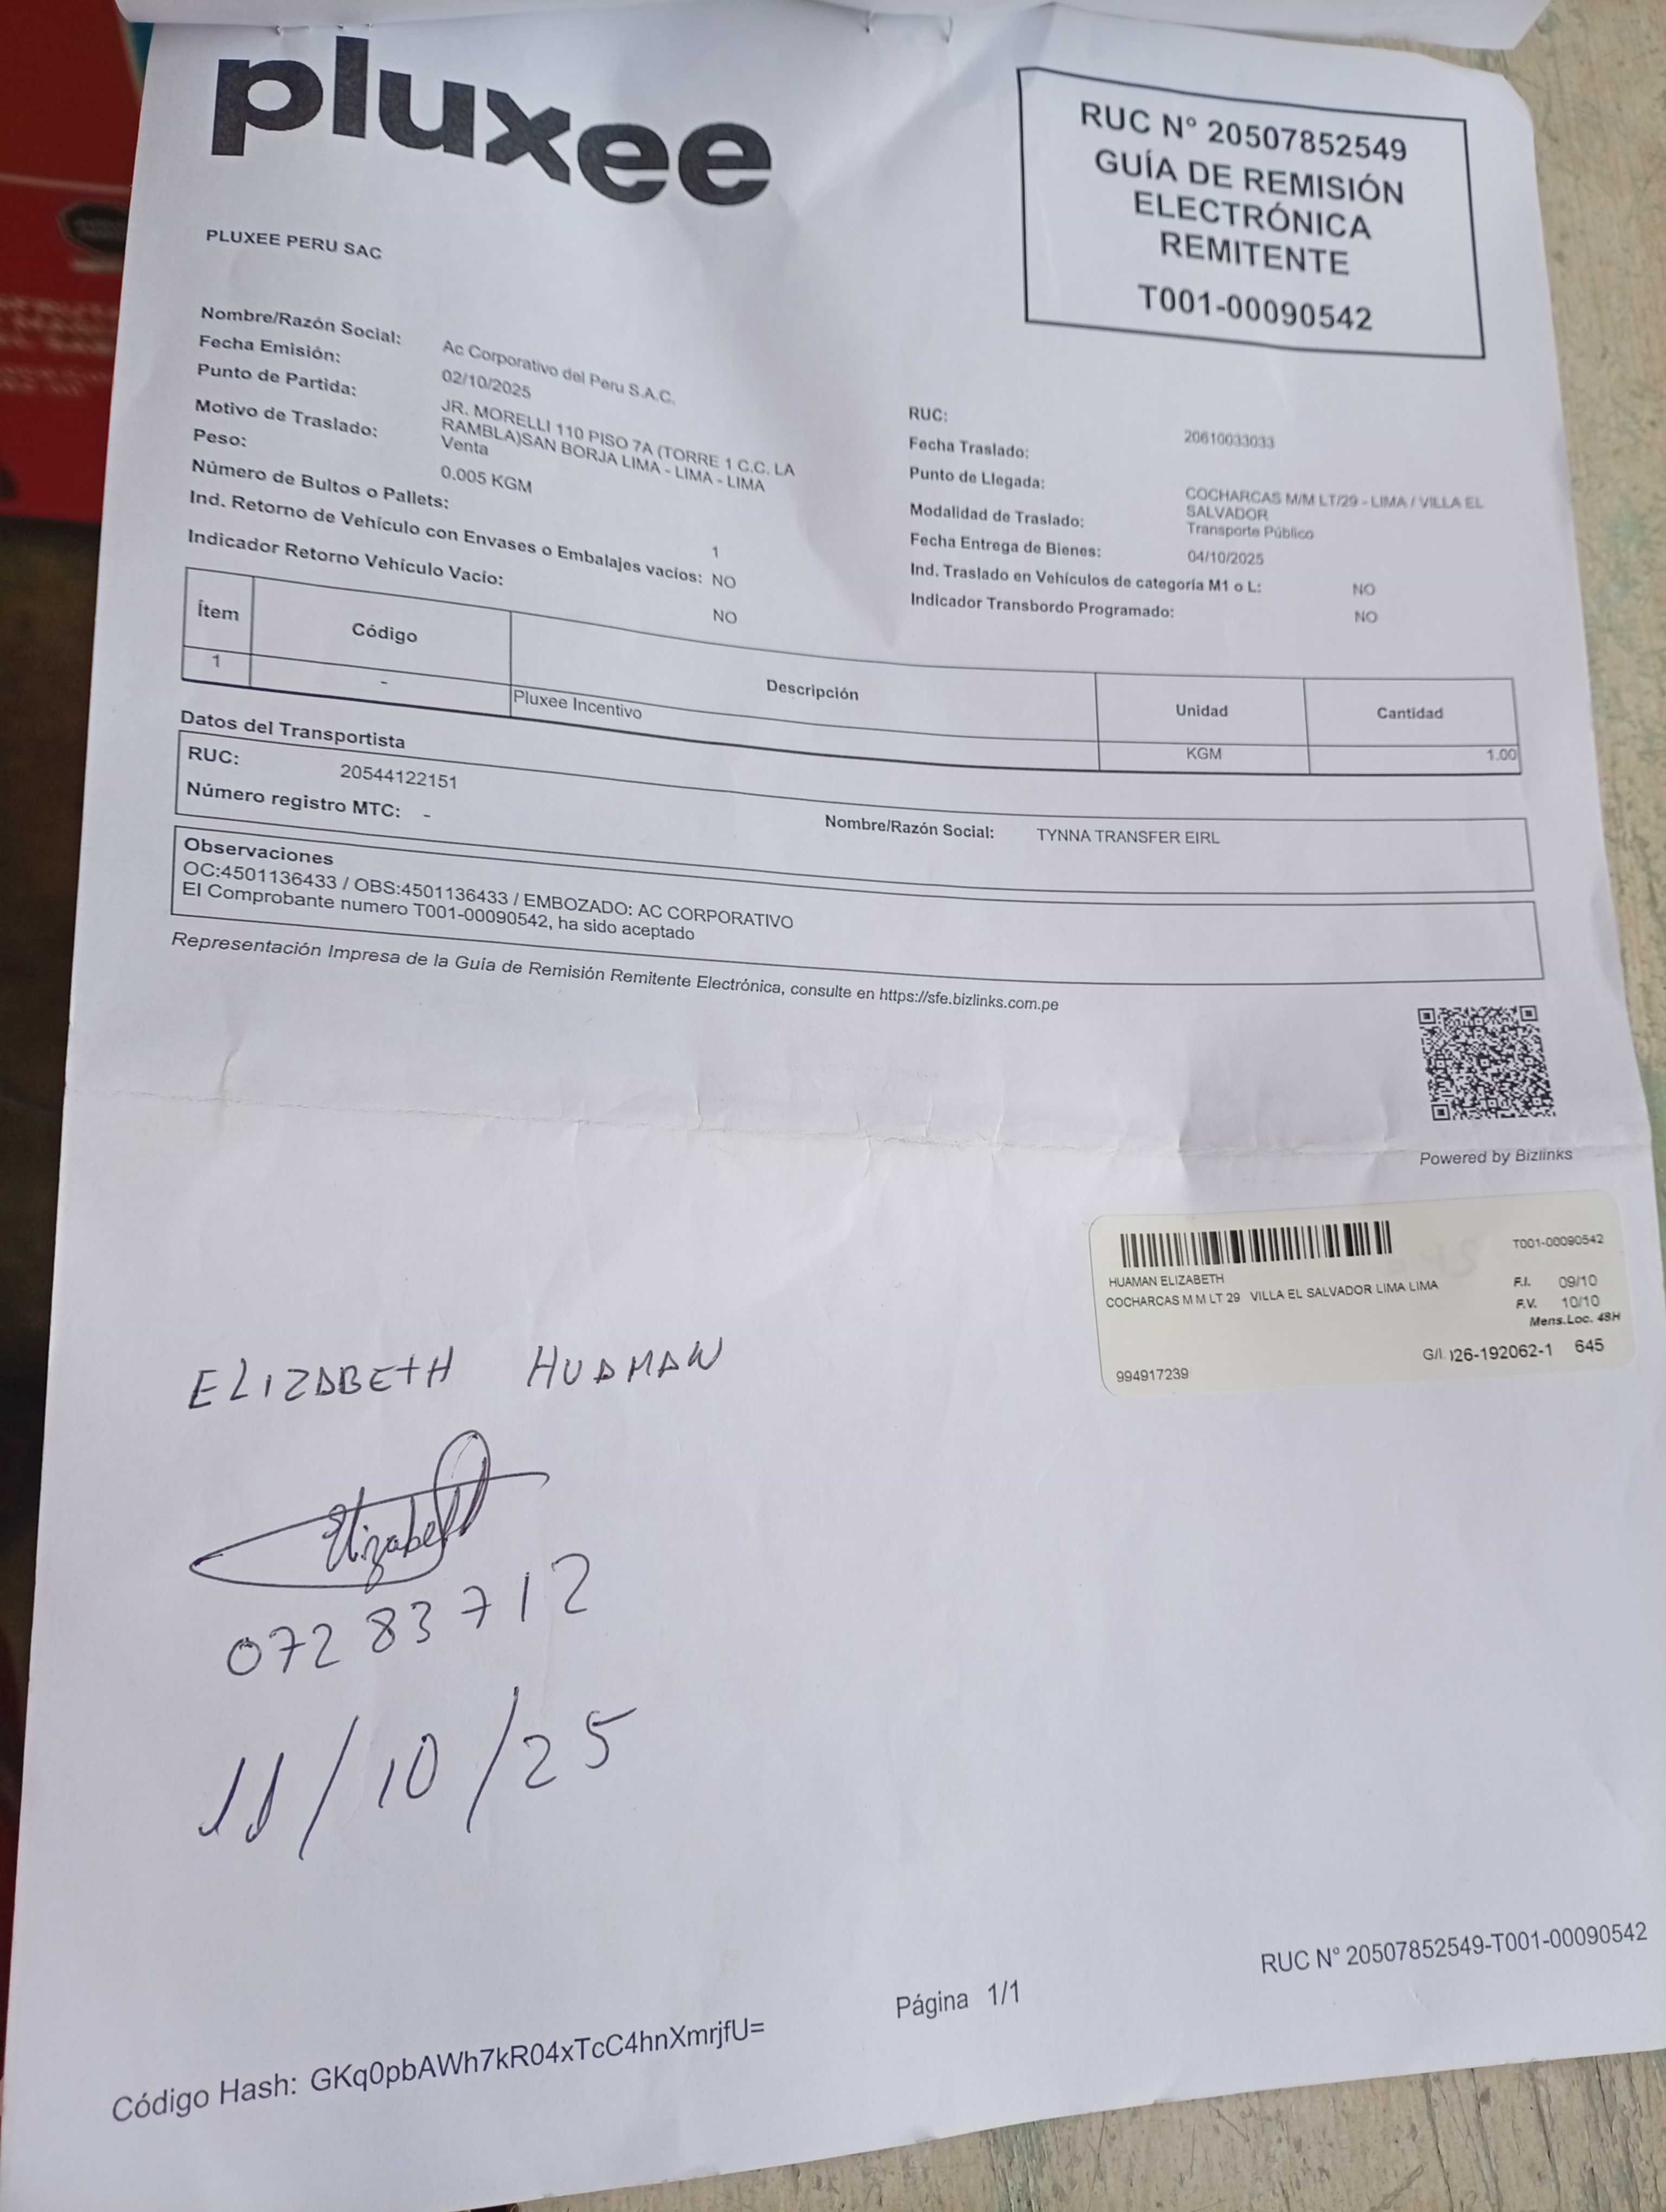 pluxee
RUC N° 20507852549
GUÍA DE REMISIÓN
ELECTRÓNICA
REMITENTE
T001-00090542
PLUXEE PERU SAC
Nombre/Razón Social: Ac Corporativo del Peru S.A.C.
Fecha Emisión: 02/10/2025
Punto de Partida: JR. MORELLI 110 PISO 7A (TORRE 1 C.C. LA
RAMBLA)SAN BORJA LIMA - LIMA - LIMA
Motivo de Traslado: Venta
Peso: 0.005 KGM
Número de Bultos o Pallets: 1
Ind. Retorno de Vehículo con Envases o Embalajes vacíos: NO
Indicador Retorno Vehículo Vacío: NO
RUC: 20610033033
Fecha Traslado:
Punto de Llegada: COCHARCAS M/M LT/29 - LIMA / VILLA EL
SALVADOR
Modalidad de Traslado: Transporte Público
Fecha Entrega de Bienes: 04/10/2025
Ind. Traslado en Vehículos de categoría M1 o L: NO
Indicador Transbordo Programado: NO
Ítem Código Descripción Unidad Cantidad
1 - Pluxee Incentivo KGM 1.00
Datos del Transportista
RUC: 20544122151 Nombre/Razón Social: TYNNA TRANSFER EIRL
Número registro MTC: -
Observaciones
OC:4501136433 / OBS:4501136433 / EMBOZADO: AC CORPORATIVO
El Comprobante numero T001-00090542, ha sido aceptado
Representación Impresa de la Guía de Remisión Remitente Electrónica, consulte en https://sfe.bizlinks.com.pe
Powered by Bizlinks
T001-00090542
HUAMAN ELIZABETH
COCHARCAS M M LT 29 VILLA EL SALVADOR LIMA LIMA
F.I. 09/10
F.V. 10/10
Mens.Loc. 48H
G/I. )26-192062-1 645
994917239
ELIZABETH HUAMAN
Elizabeth
07283712
11/10/25
RUC N° 20507852549-T001-00090542
Página 1/1
Código Hash: GKq0pbAWh7kR04xTcC4hnXmrjfU=